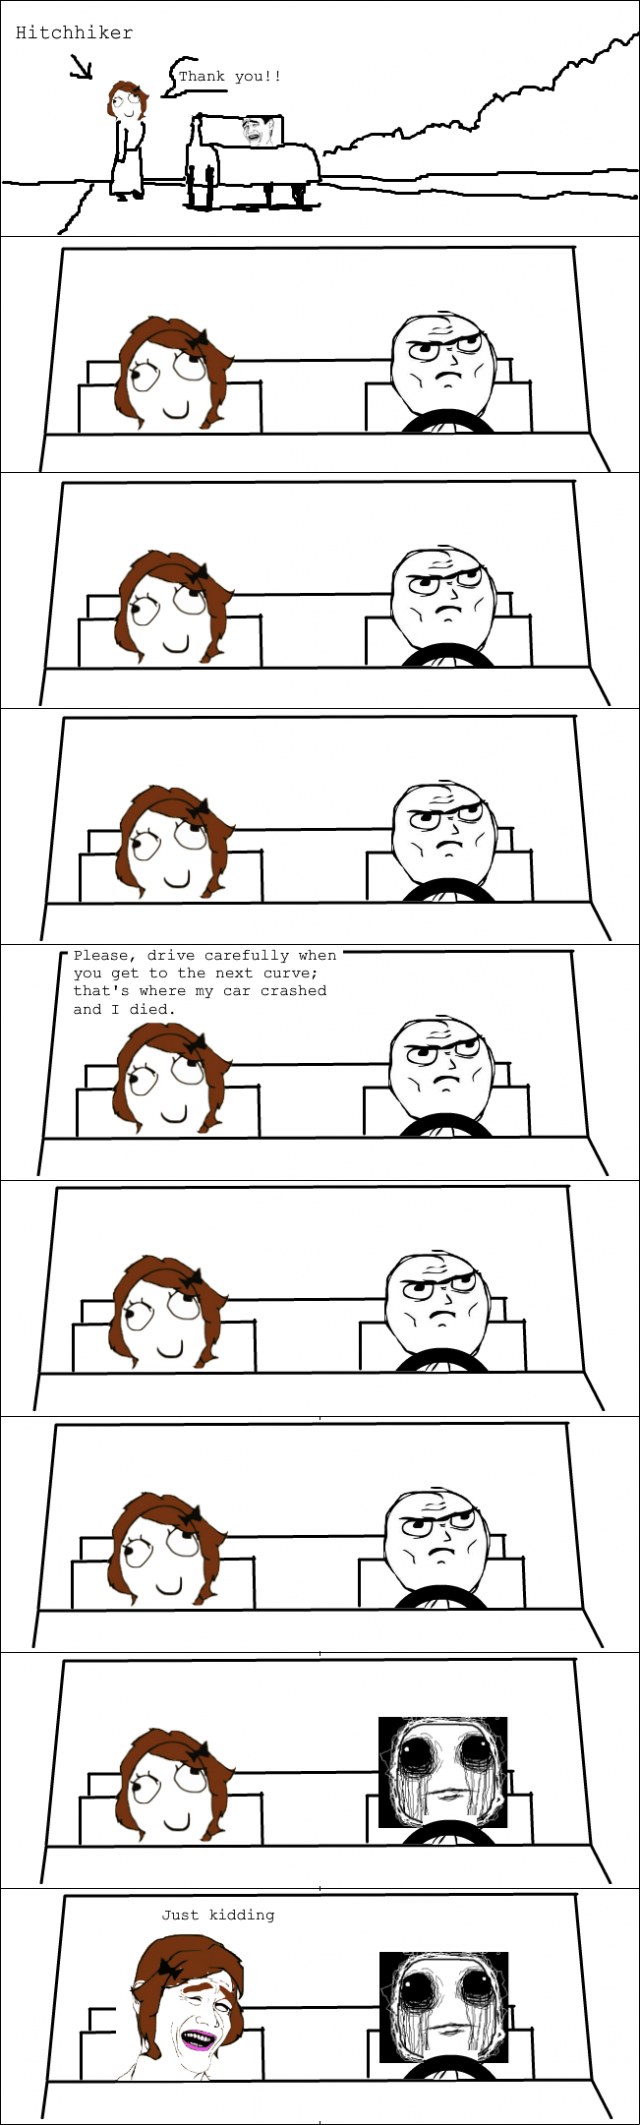 Hitchhiker
Thank you!!
Please, drive carefully when
you get to the next curve;
that's where my car crashed
and I died.
Just kidding